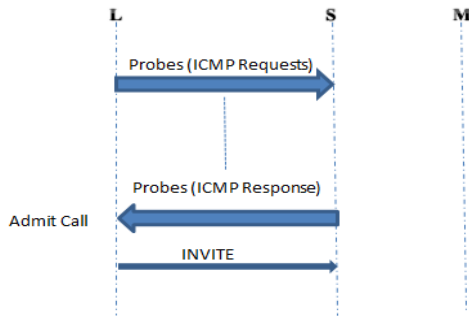 L S M
Probes (ICMP Requests)
Probes (ICMP Response)
Admit Call
INVITE